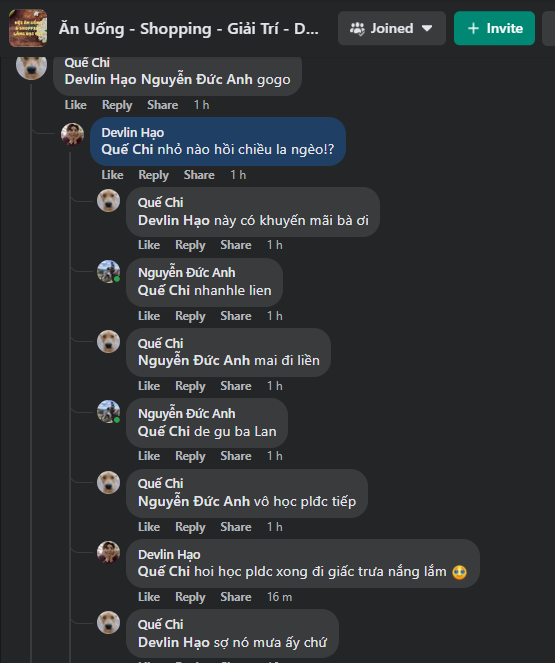 Ăn Uống - Shopping - Giải Trí - D...
Joined
+ Invite
Quế Chi
Devlin Hạo Nguyễn Đức Anh gogo
Like Reply Share 1 h
Devlin Hạo
Quế Chi nhỏ nào hồi chiều la ngèo!?
Like Reply Share 1 h
Quế Chi
Devlin Hạo này có khuyến mãi bà ơi
Like Reply Share 1 h
Nguyễn Đức Anh
Quế Chi nhanhle lien
Like Reply Share 1 h
Quế Chi
Nguyễn Đức Anh mai đi liền
Like Reply Share 1 h
Nguyễn Đức Anh
Quế Chi de gu ba Lan
Like Reply Share 1 h
Quế Chi
Nguyễn Đức Anh vô học plđc tiếp
Like Reply Share 1 h
Devlin Hạo
Quế Chi hoi học pldc xong đi giấc trưa nắng lắm 🥹
Like Reply Share 16 m
Quế Chi
Devlin Hạo sợ nó mưa ấy chứ